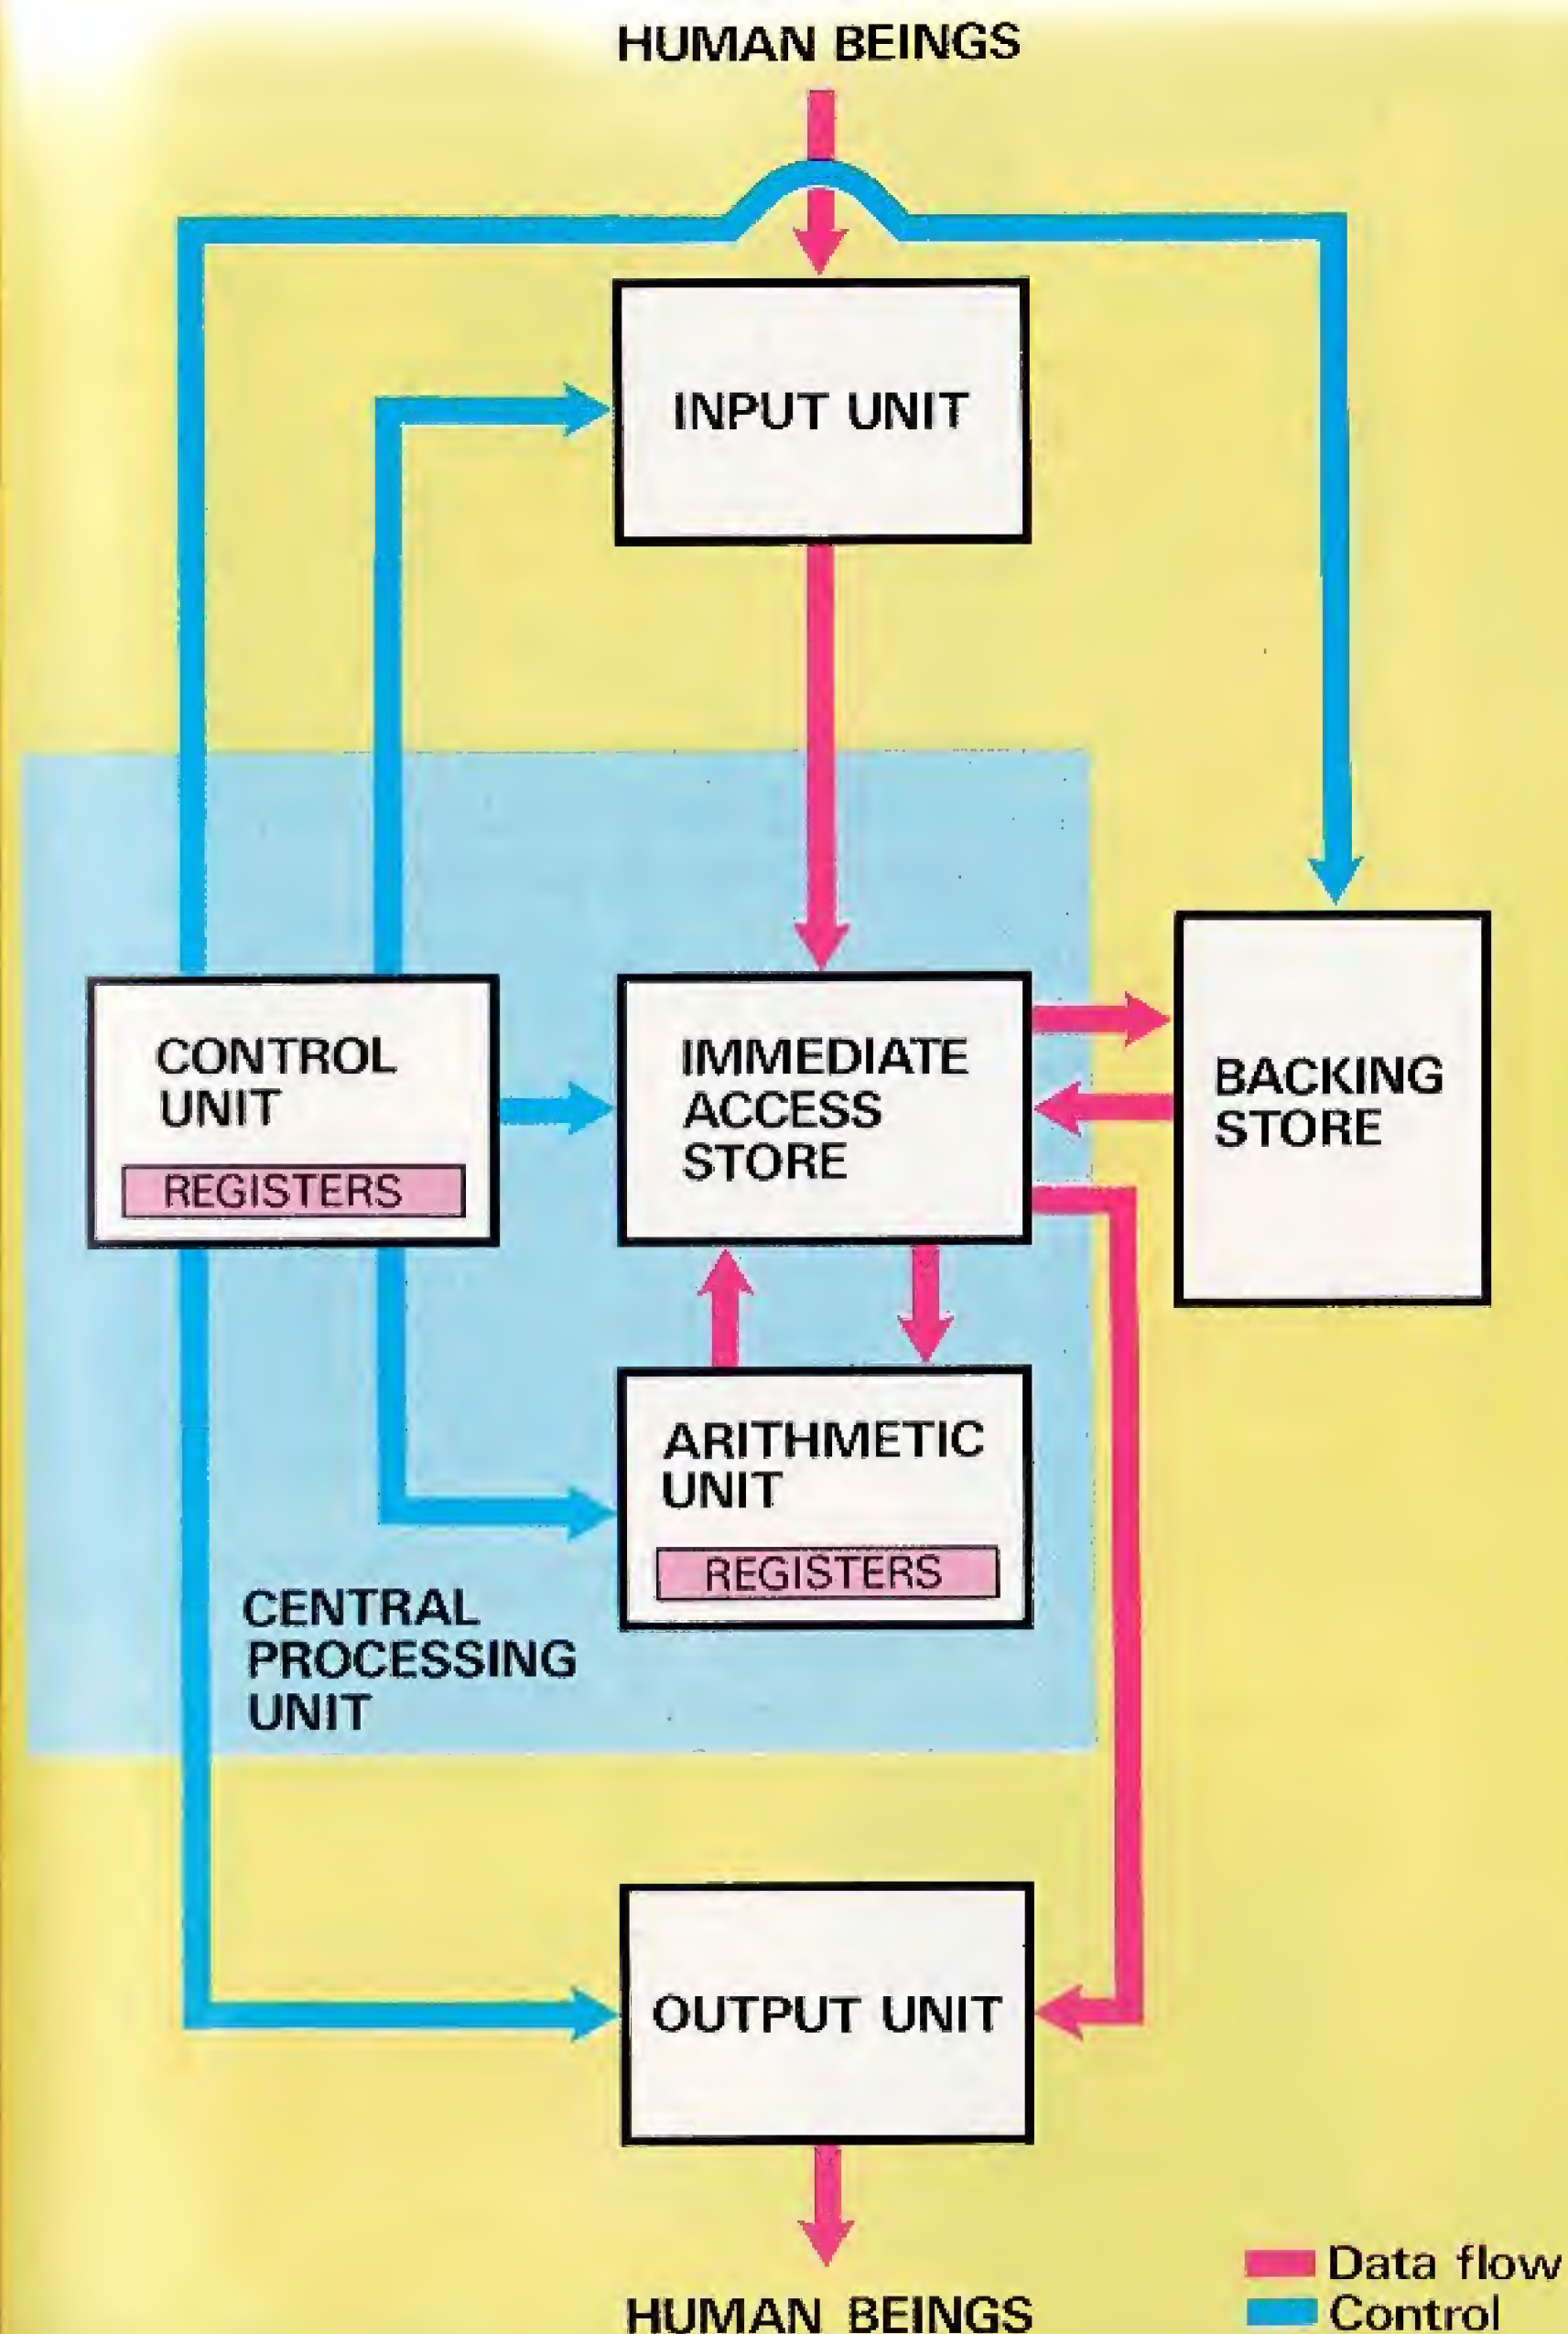 HUMAN BEINGS
INPUT UNIT
CONTROL
UNIT
REGISTERS
IMMEDIATE
ACCESS
STORE
BACKING
STORE
ARITHMETIC
UNIT
REGISTERS
CENTRAL
PROCESSING
UNIT
OUTPUT UNIT
HUMAN BEINGS
Data flow
Control